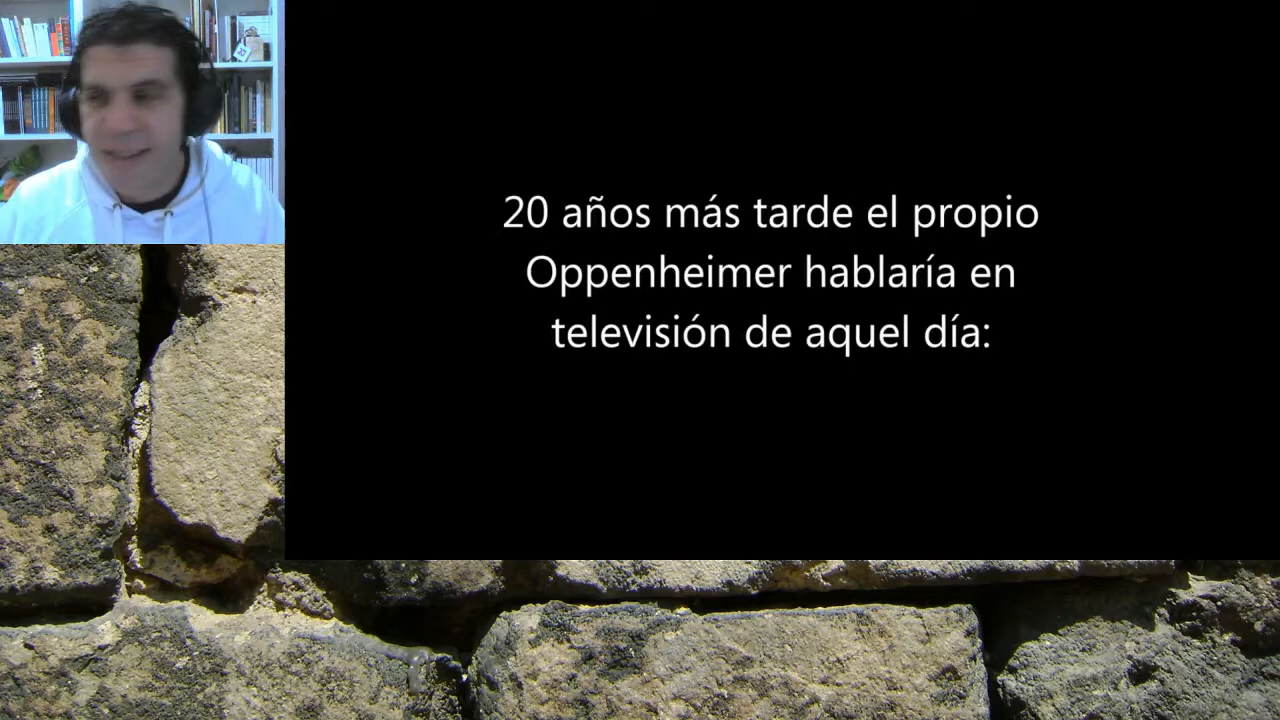 20 años más tarde el propio
Oppenheimer hablaría en
televisión de aquel día: